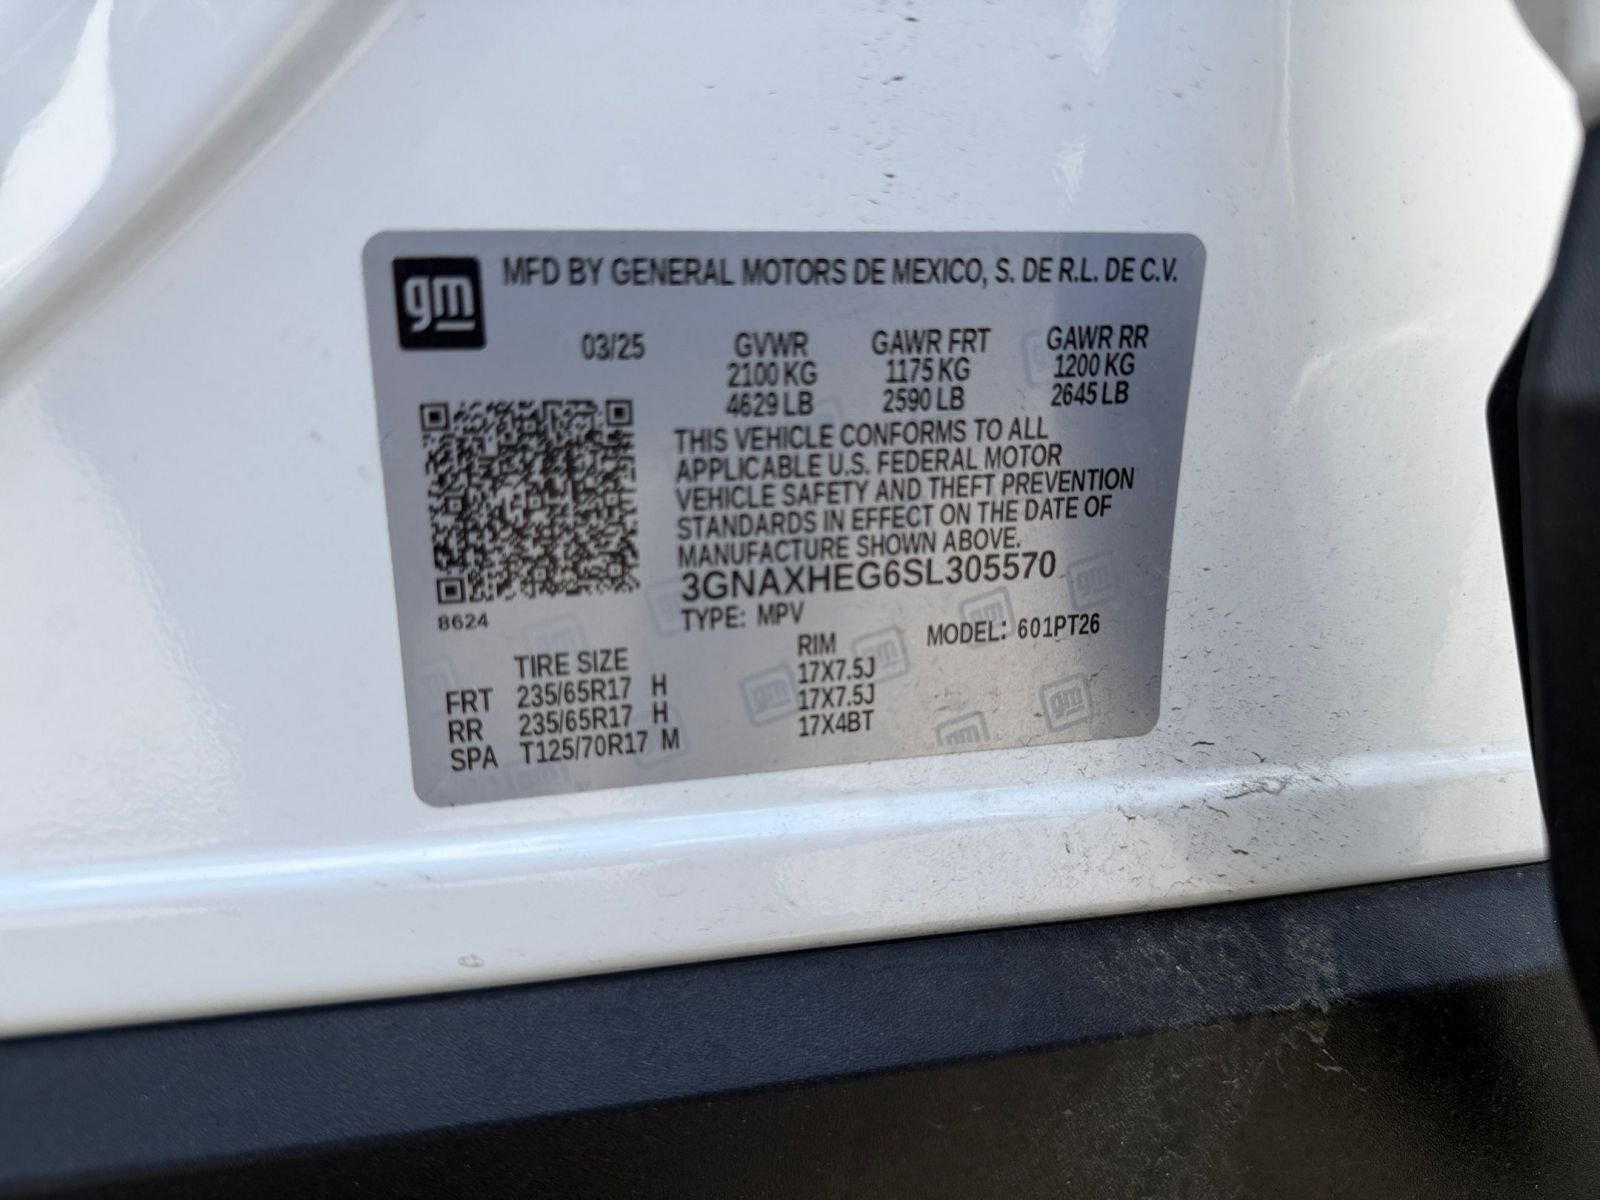 gm MFD BY GENERAL MOTORS DE MEXICO, S. DE R.L. DE C.V.
03/25 GVWR GAWR FRT GAWR RR
2100 KG 1175 KG 1200 KG
4629 LB 2590 LB 2645 LB
THIS VEHICLE CONFORMS TO ALL
APPLICABLE U.S. FEDERAL MOTOR
VEHICLE SAFETY AND THEFT PREVENTION
STANDARDS IN EFFECT ON THE DATE OF
MANUFACTURE SHOWN ABOVE.
3GNAXHEG6SL305570
8624 TYPE: MPV MODEL: 601PT26
TIRE SIZE RIM
FRT 235/65R17 H 17X7.5J
RR 235/65R17 H 17X7.5J
SPA T125/70R17 M 17X4BT